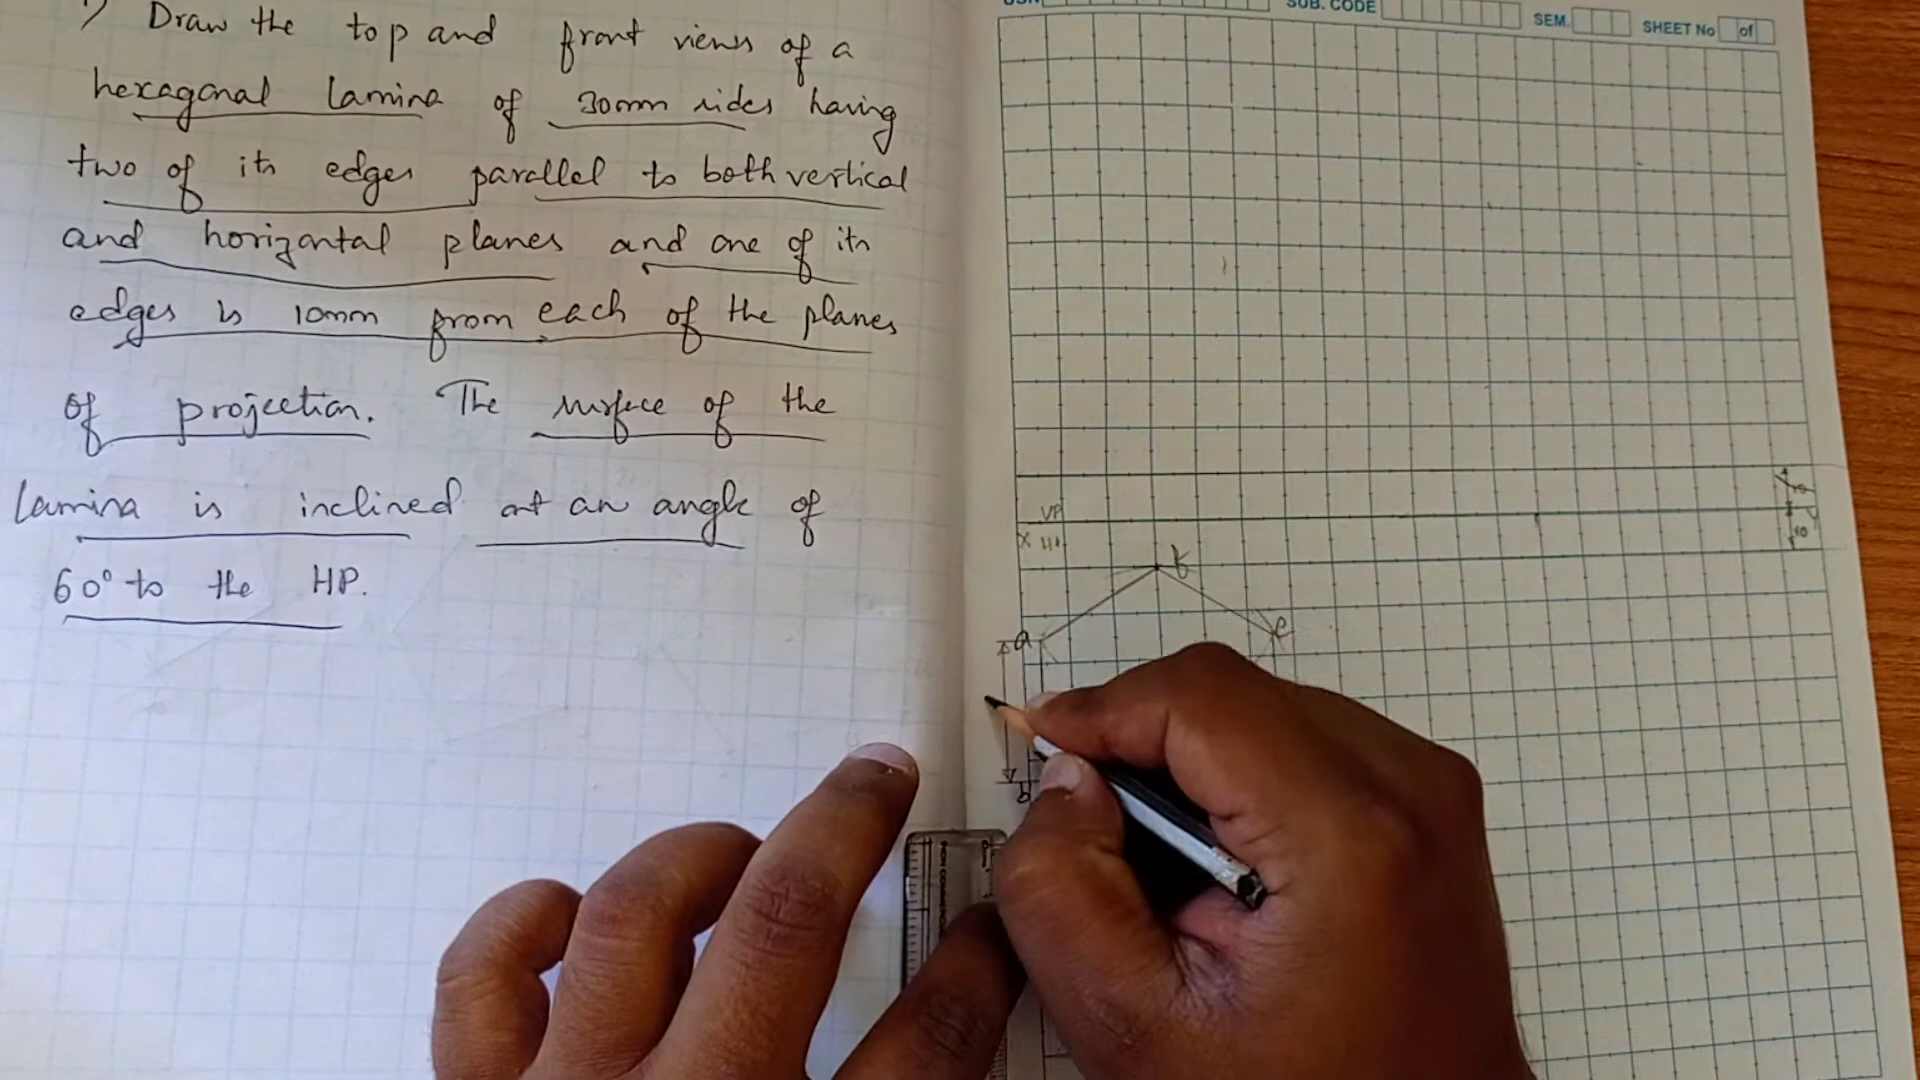 1) Draw the top and front views of a
hexagonal lamina of 30mm sides having
two of its edges parallel to both vertical
and horizontal planes and one of its
edges is 10mm from each of the planes
of projection. The surface of the
lamina is inclined at an angle of
60° to the HP.
SUB. CODE
SEM.
SHEET No of
VP
X HP
10
f
a
e
b